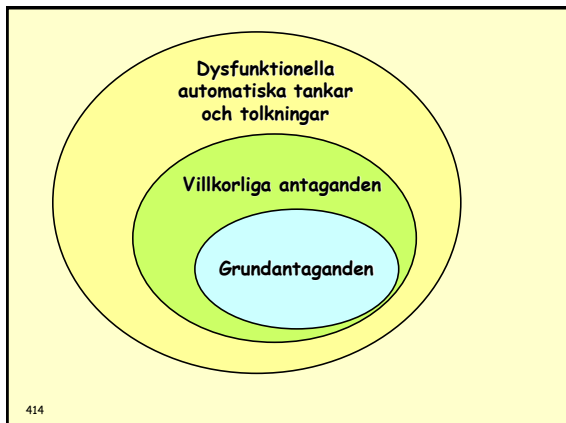 Dysfunktionella
automatiska tankar
och tolkningar
Villkorliga antaganden
Grundantaganden
414